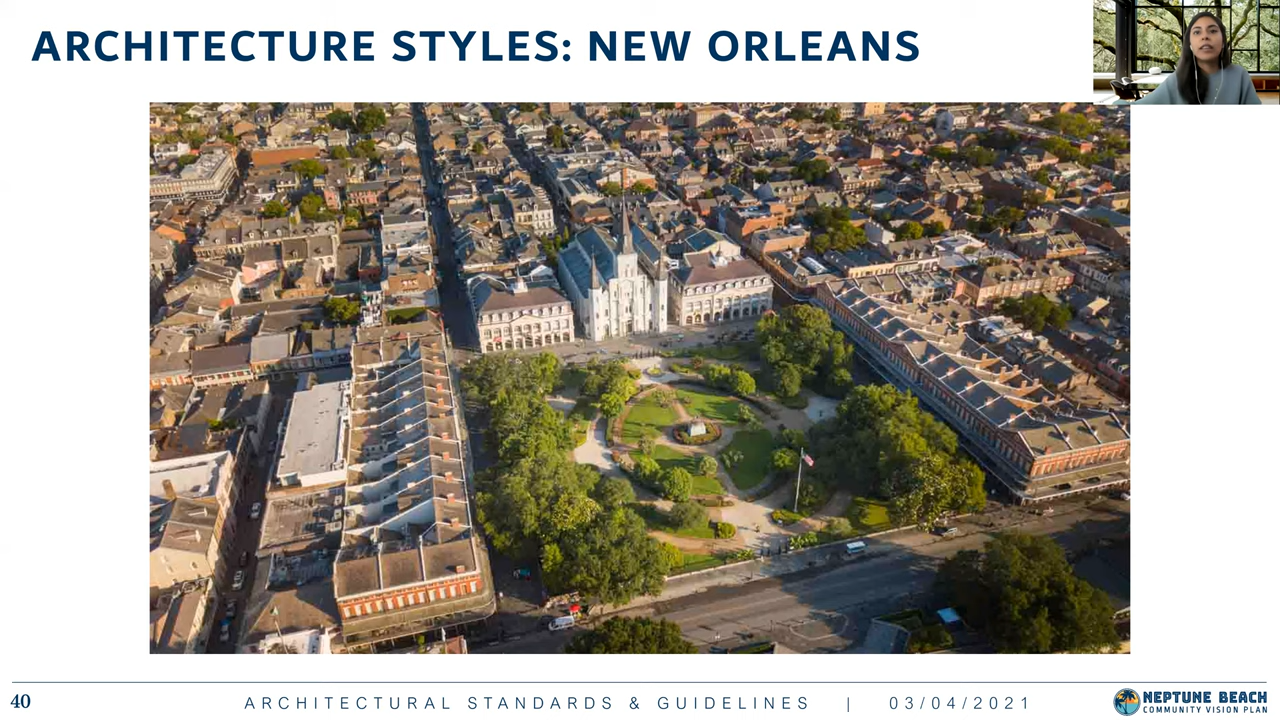 ARCHITECTURE STYLES: NEW ORLEANS
40
ARCHITECTURAL STANDARDS & GUIDELINES | 03/04/2021
NEPTUNE BEACH
COMMUNITY VISION PLAN